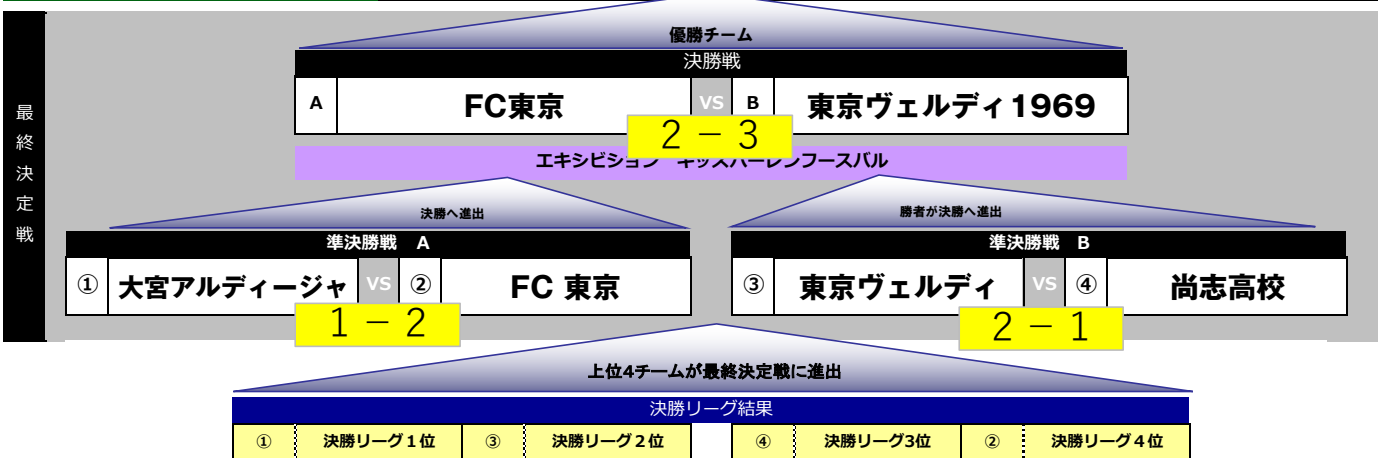 最終決定戦
優勝チーム
決勝戦
A FC東京 VS B 東京ヴェルディ1969
2－3
エキシビション キッズバーレンフースバル
決勝へ進出
勝者が決勝へ進出
準決勝戦 A
準決勝戦 B
① 大宮アルディージャ VS ② FC 東京
③ 東京ヴェルディ VS ④ 尚志高校
1－2
2－1
上位4チームが最終決定戦に進出
決勝リーグ結果
① 決勝リーグ１位 ③ 決勝リーグ２位 ④ 決勝リーグ3位 ② 決勝リーグ４位